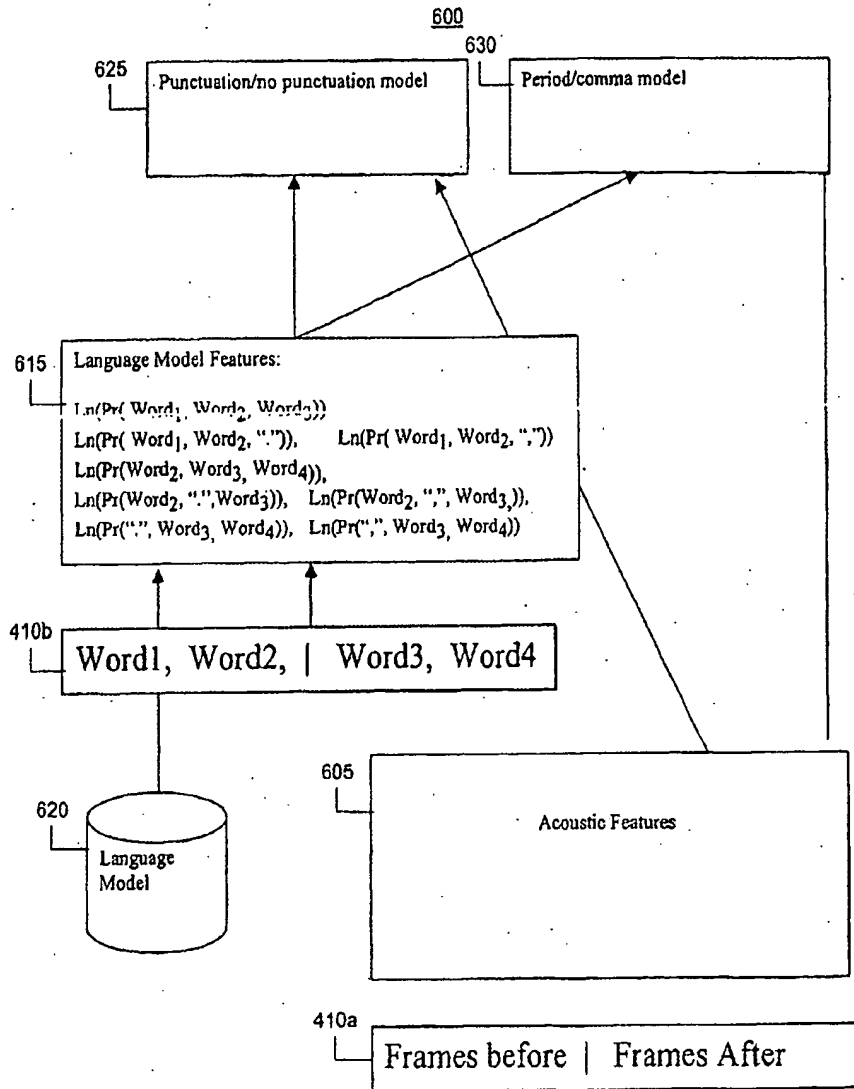 600
625
Punctuation/no punctuation model
630
Period/comma model
615
Language Model Features:
Ln(Pr( Word1, Word2, Word3))
Ln(Pr( Word1, Word2, “.”)), Ln(Pr( Word1, Word2, “,”))
Ln(Pr(Word2, Word3, Word4)),
Ln(Pr(Word2, “.”,Word3)), Ln(Pr(Word2, “,”, Word3,)),
Ln(Pr(“.”, Word3, Word4)), Ln(Pr(“,”, Word3, Word4))
410b
Word1, Word2, | Word3, Word4
620
Language
Model
605
Acoustic Features
410a
Frames before | Frames After